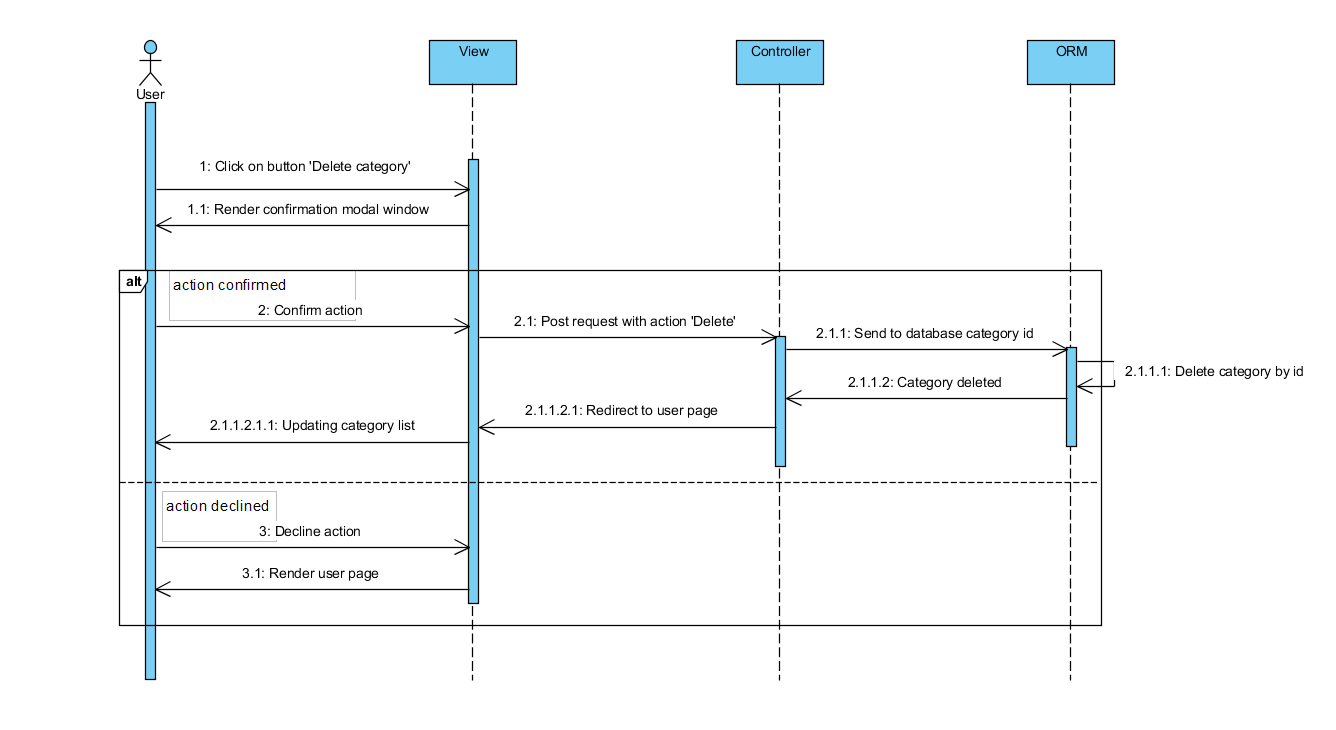 View
Controller
ORM
User
1: Click on button 'Delete category'
1.1: Render confirmation modal window
alt
action confirmed
2: Confirm action
2.1: Post request with action 'Delete'
2.1.1: Send to database category id
2.1.1.1: Delete category by id
2.1.1.2: Category deleted
2.1.1.2.1: Redirect to user page
2.1.1.2.1.1: Updating category list
action declined
3: Decline action
3.1: Render user page